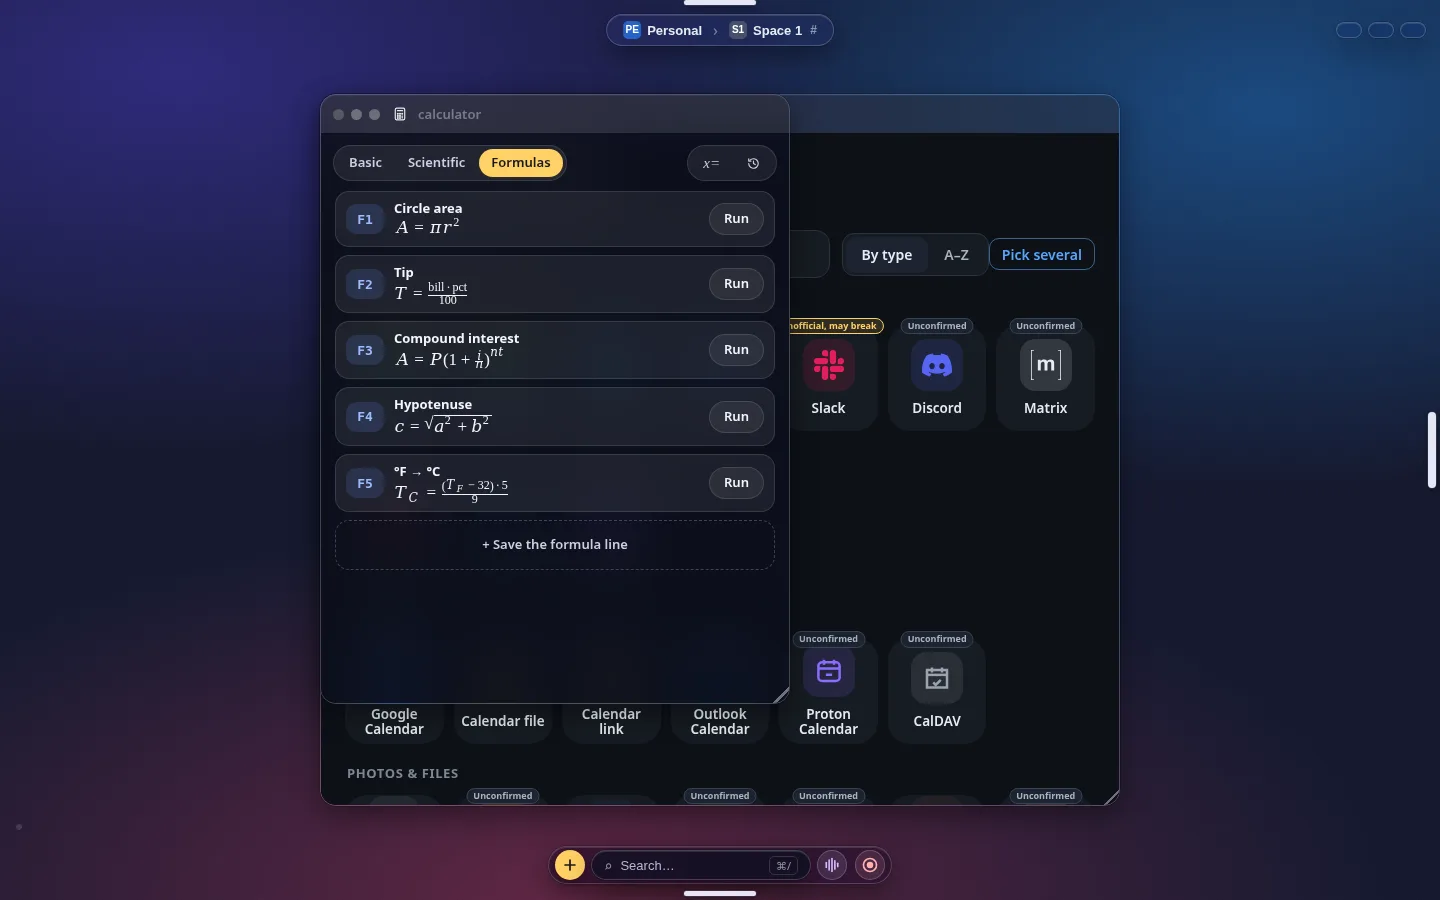 PE Personal › S1 Space 1 #
calculator
Basic Scientific Formulas x=
F1 Circle area Run
A = πr²
F2 Tip Run
T = bill · pct / 100
F3 Compound interest Run
A = P(1 + i/n)^nt
F4 Hypotenuse Run
c = √a² + b²
F5 °F → °C Run
T_C = (T_F − 32) · 5 / 9
+ Save the formula line
By type A–Z Pick several
may break Unconfirmed Unconfirmed
[m]
Slack Discord Matrix
Unconfirmed Unconfirmed
Google Calendar
Calendar file
Calendar link
Outlook Calendar
Proton Calendar
CalDAV
PHOTOS & FILES
Unconfirmed Unconfirmed Unconfirmed Unconfirmed
+ Search… ⌘/